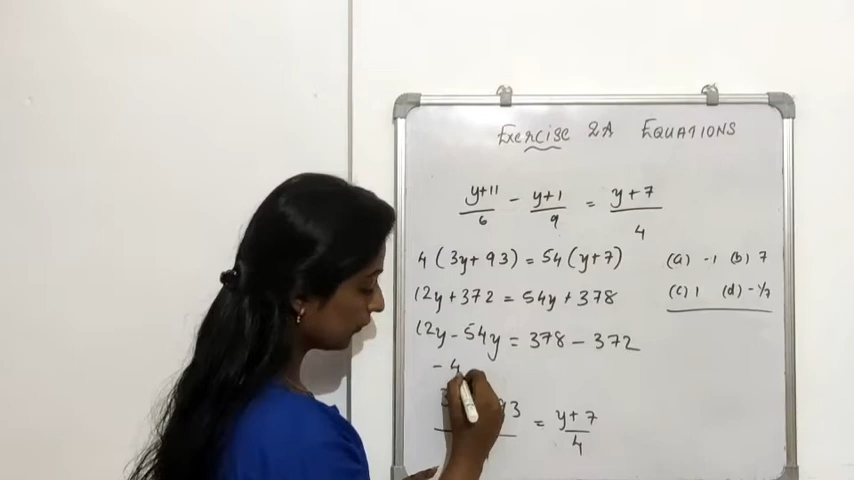 Exercise 2A EQUATIONS
y+11/6 - y+1/9 = y+7/4
4(3y+93) = 54(y+7)
(a) -1 (b) 7
12y+372 = 54y+378
(c) 1 (d) -1/7
12y-54y = 378-372
-4
= y+7/4